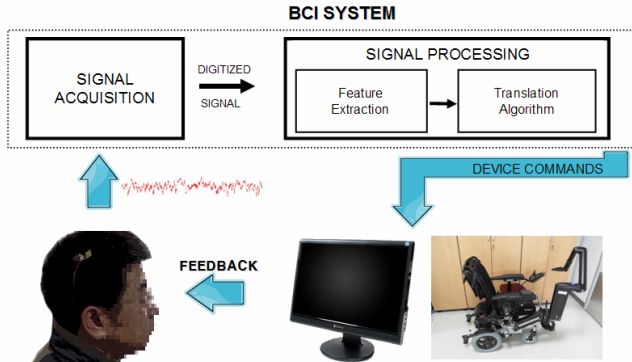 BCI SYSTEM
SIGNAL
ACQUISITION
DIGITIZED
SIGNAL
SIGNAL PROCESSING
Feature
Extraction
Translation
Algorithm
DEVICE COMMANDS
FEEDBACK